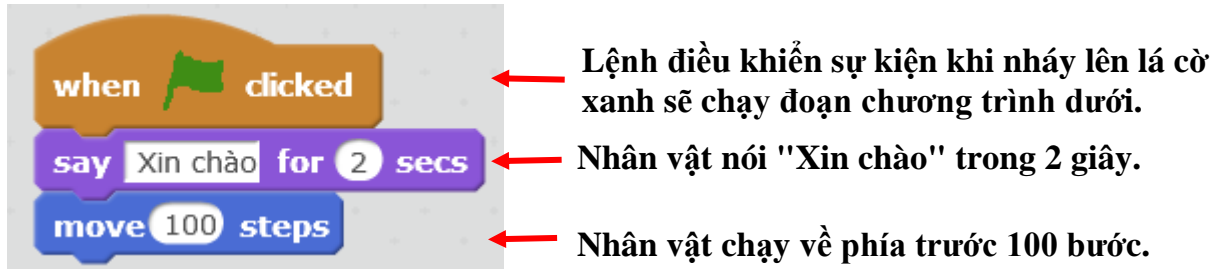 when clicked
Lệnh điều khiển sự kiện khi nháy lên lá cờ
xanh sẽ chạy đoạn chương trình dưới.
say Xin chào for 2 secs
Nhân vật nói "Xin chào" trong 2 giây.
move 100 steps
Nhân vật chạy về phía trước 100 bước.